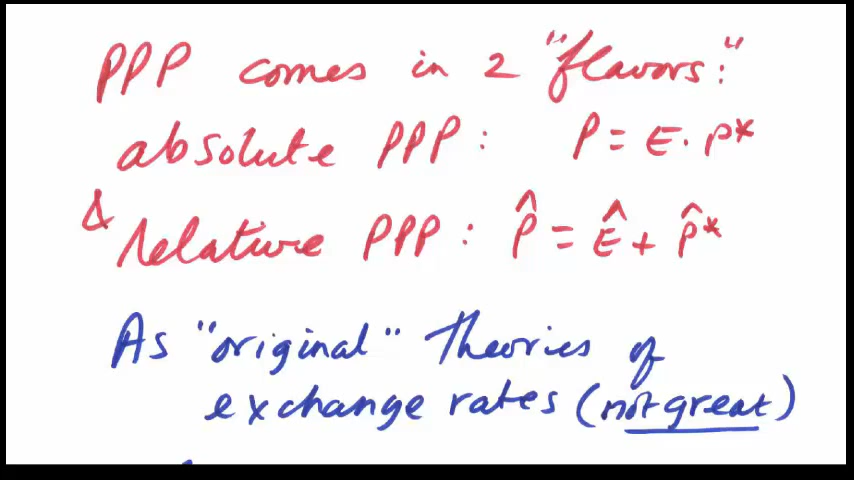 PPP comes in 2 "flavors:"
absolute PPP: P = E. P*
& relative PPP: P̂ = Ê + P̂*
As "original" theories of
exchange rates (not great)